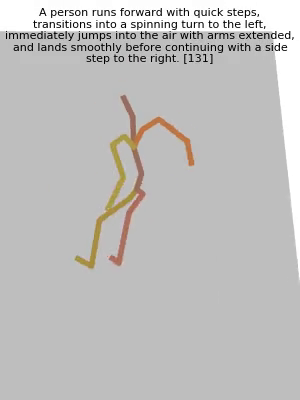 A person runs forward with quick steps,
transitions into a spinning turn to the left,
immediately jumps into the air with arms extended,
and lands smoothly before continuing with a side
step to the right. [131]